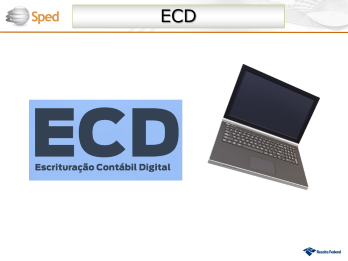 Sped
ECD
ECD
Escrituração Contábil Digital
Receita Federal